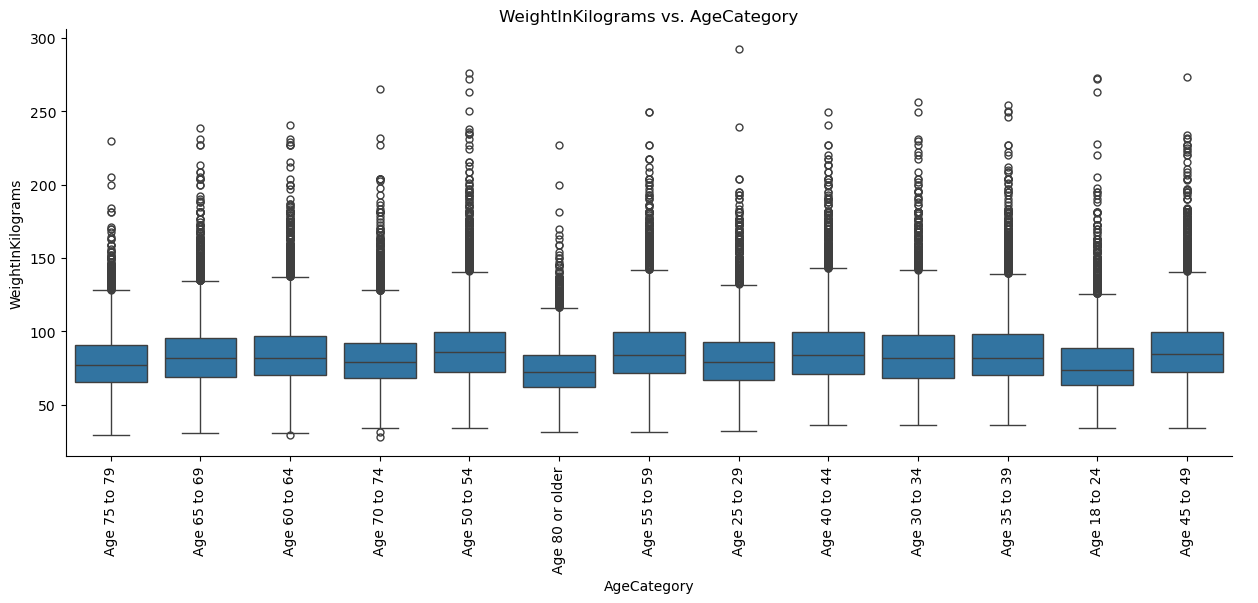 WeightInKilograms vs. AgeCategory
WeightInKilograms
300
250
200
150
100
50
Age 75 to 79
Age 65 to 69
Age 60 to 64
Age 70 to 74
Age 50 to 54
Age 80 or older
Age 55 to 59
Age 25 to 29
Age 40 to 44
Age 30 to 34
Age 35 to 39
Age 18 to 24
Age 45 to 49
AgeCategory